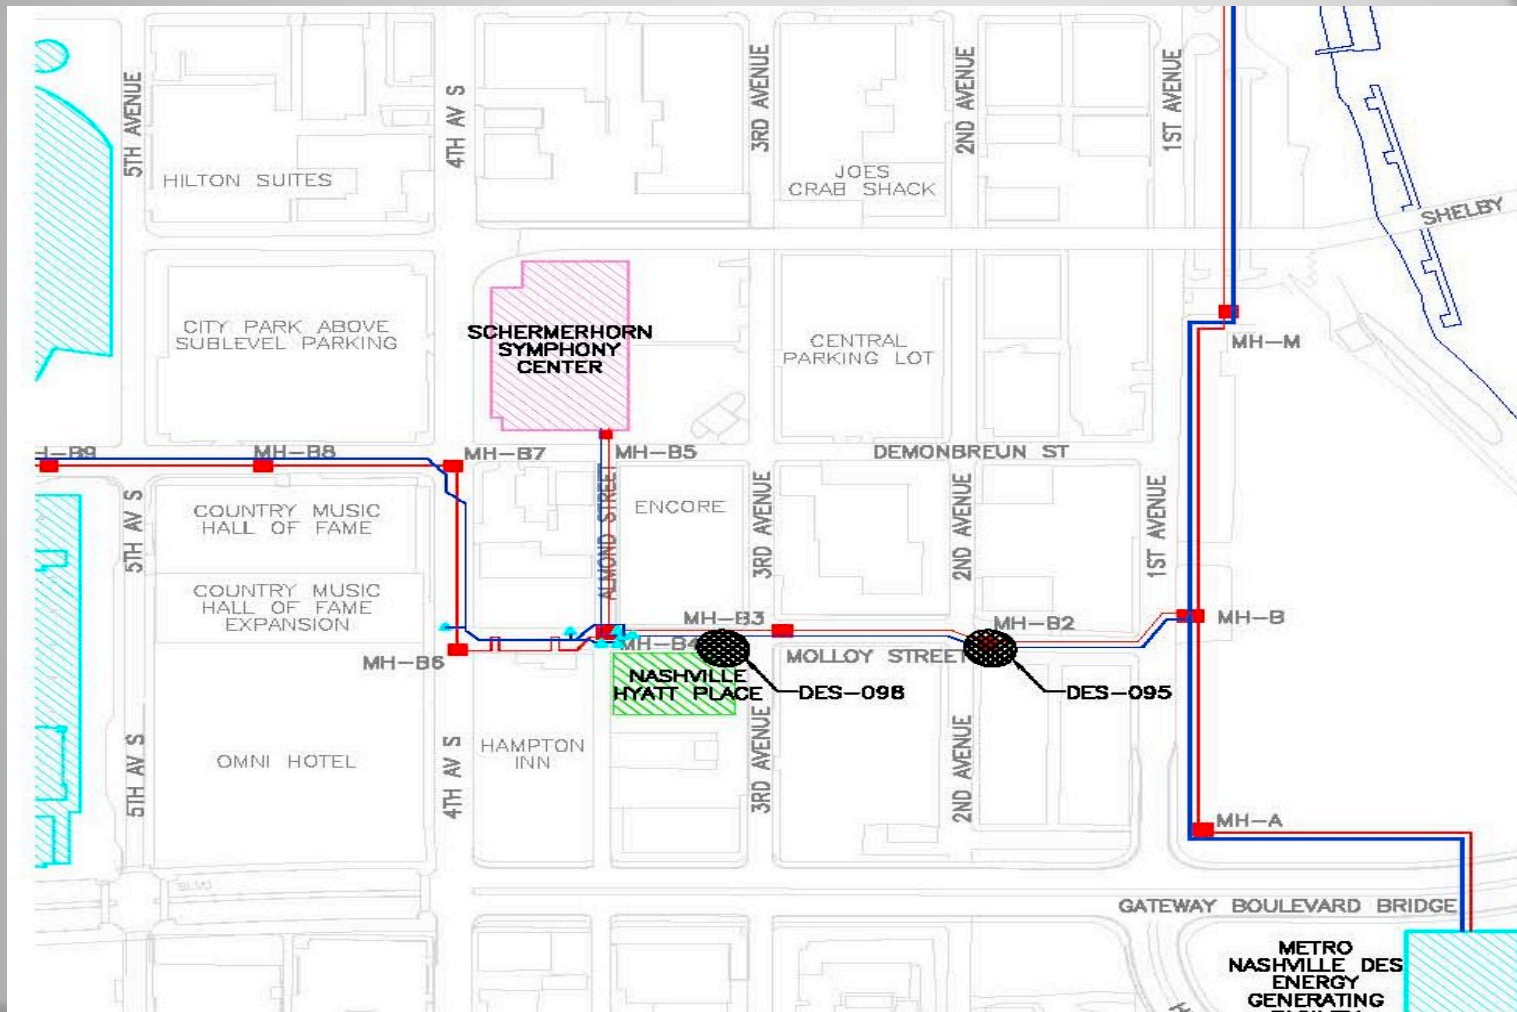 5TH AVENUE
4TH AV S
3RD AVENUE
2ND AVENUE
1ST AVENUE
HILTON SUITES
JOES
CRAB SHACK
SHELBY
CITY PARK ABOVE
SUBLEVEL PARKING
SCHERMERHORN
SYMPHONY
CENTER
CENTRAL
PARKING LOT
MH-M
MH-B8
MH-B7
MH-B5
DEMONBREUN ST
5TH AV S
COUNTRY MUSIC
HALL OF FAME
ALMOND STREET
ENCORE
3RD AVENUE
2ND AVENUE
1ST AVENUE
COUNTRY MUSIC
HALL OF FAME
EXPANSION
MH-B3
MH-B2
MH-B
MH-B6
MH-B4
MOLLOY STREET
NASHVILLE
HYATT PLACE
DES-098
DES-095
5TH AV S
OMNI HOTEL
4TH AV S
HAMPTON
INN
3RD AVENUE
2ND AVENUE
MH-A
GATEWAY BOULEVARD BRIDGE
METRO
NASHVILLE DES
ENERGY
GENERATING